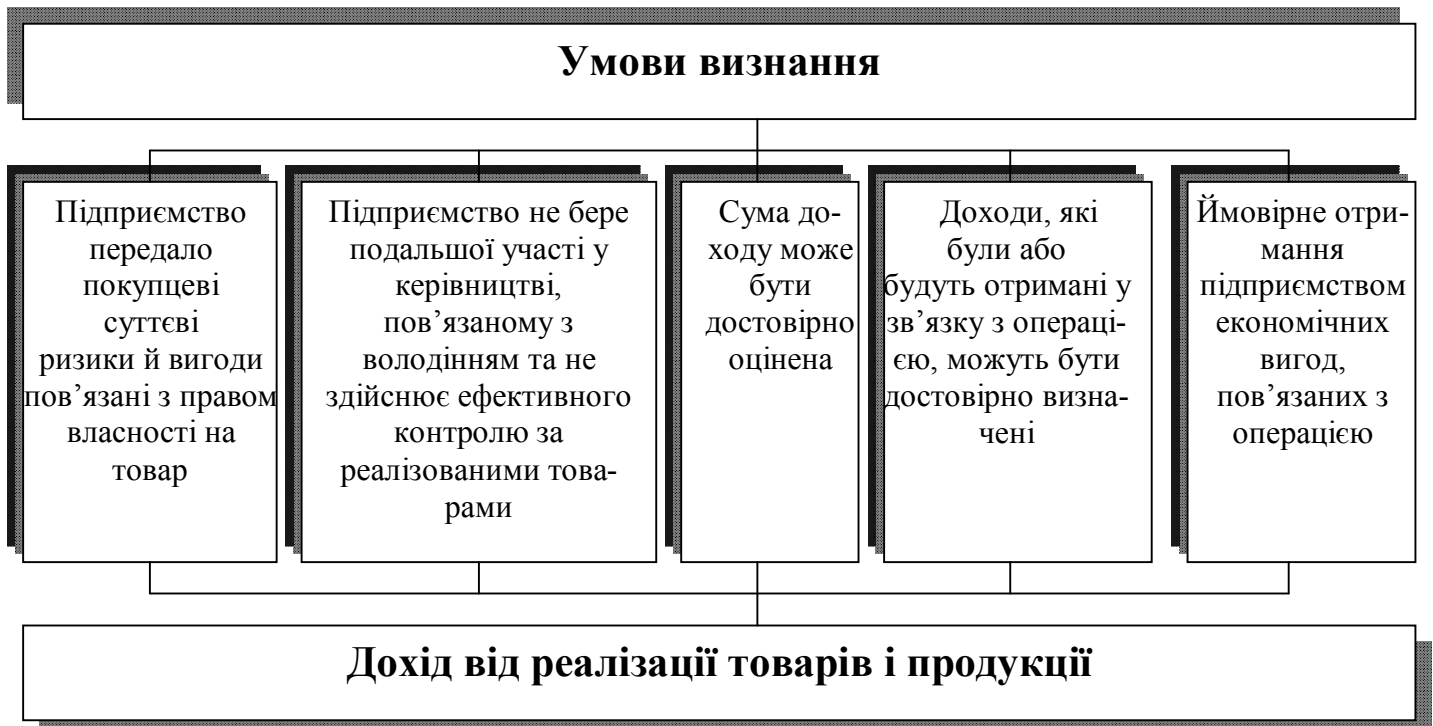 Умови визнання
Підприємство
передало
покупцеві
суттєві
ризики й вигоди
пов’язані з правом
власності на
товар
Підприємство не бере
подальшої участі у
керівництві,
пов’язаному з
володінням та не
здійснює ефективного
контролю за
реалізованими това-
рами
Сума до-
ходу може
бути
достовірно
оцінена
Доходи, які
були або
будуть отримані у
зв’язку з операці-
єю, можуть бути
достовірно визна-
чені
Ймовірне отри-
мання
підприємством
економічних
вигод,
пов’язаних з
операцією
Дохід від реалізації товарів і продукції